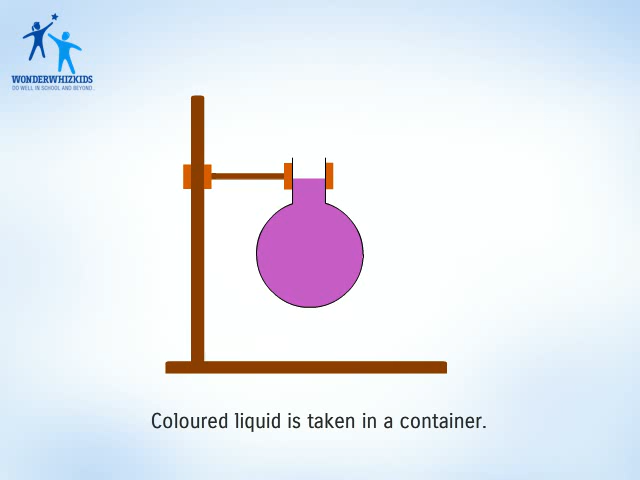 WONDERWHIZKIDS
DO WELL IN SCHOOL AND BEYOND.
Coloured liquid is taken in a container.